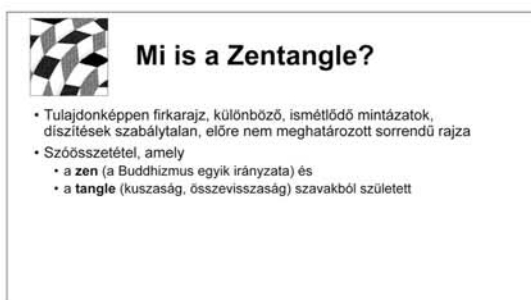 Mi is a Zentangle?
• Tulajdonképpen firkarajz, különböző, ismétlődő mintázatok,
díszítések szabálytalan, előre nem meghatározott sorrendű rajza
• Szóösszetétel, amely
• a zen (a Buddhizmus egyik irányzata) és
• a tangle (kuszaság, összevisszaság) szavakból született